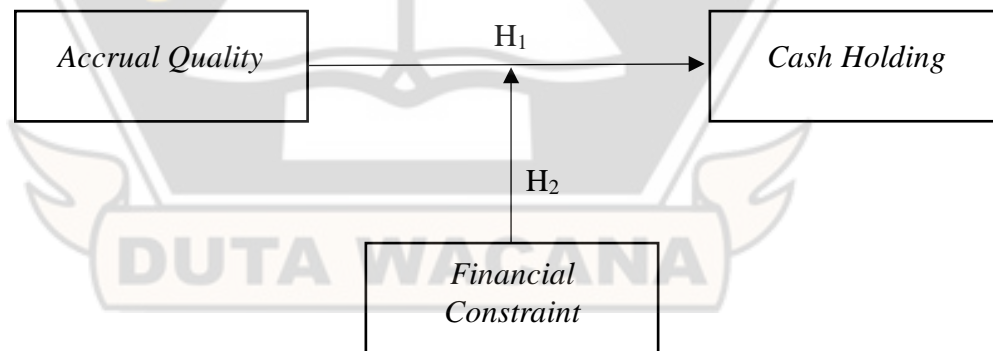 H₁
Accrual Quality
Cash Holding
H₂
DUTA WACANA
Financial
Constraint